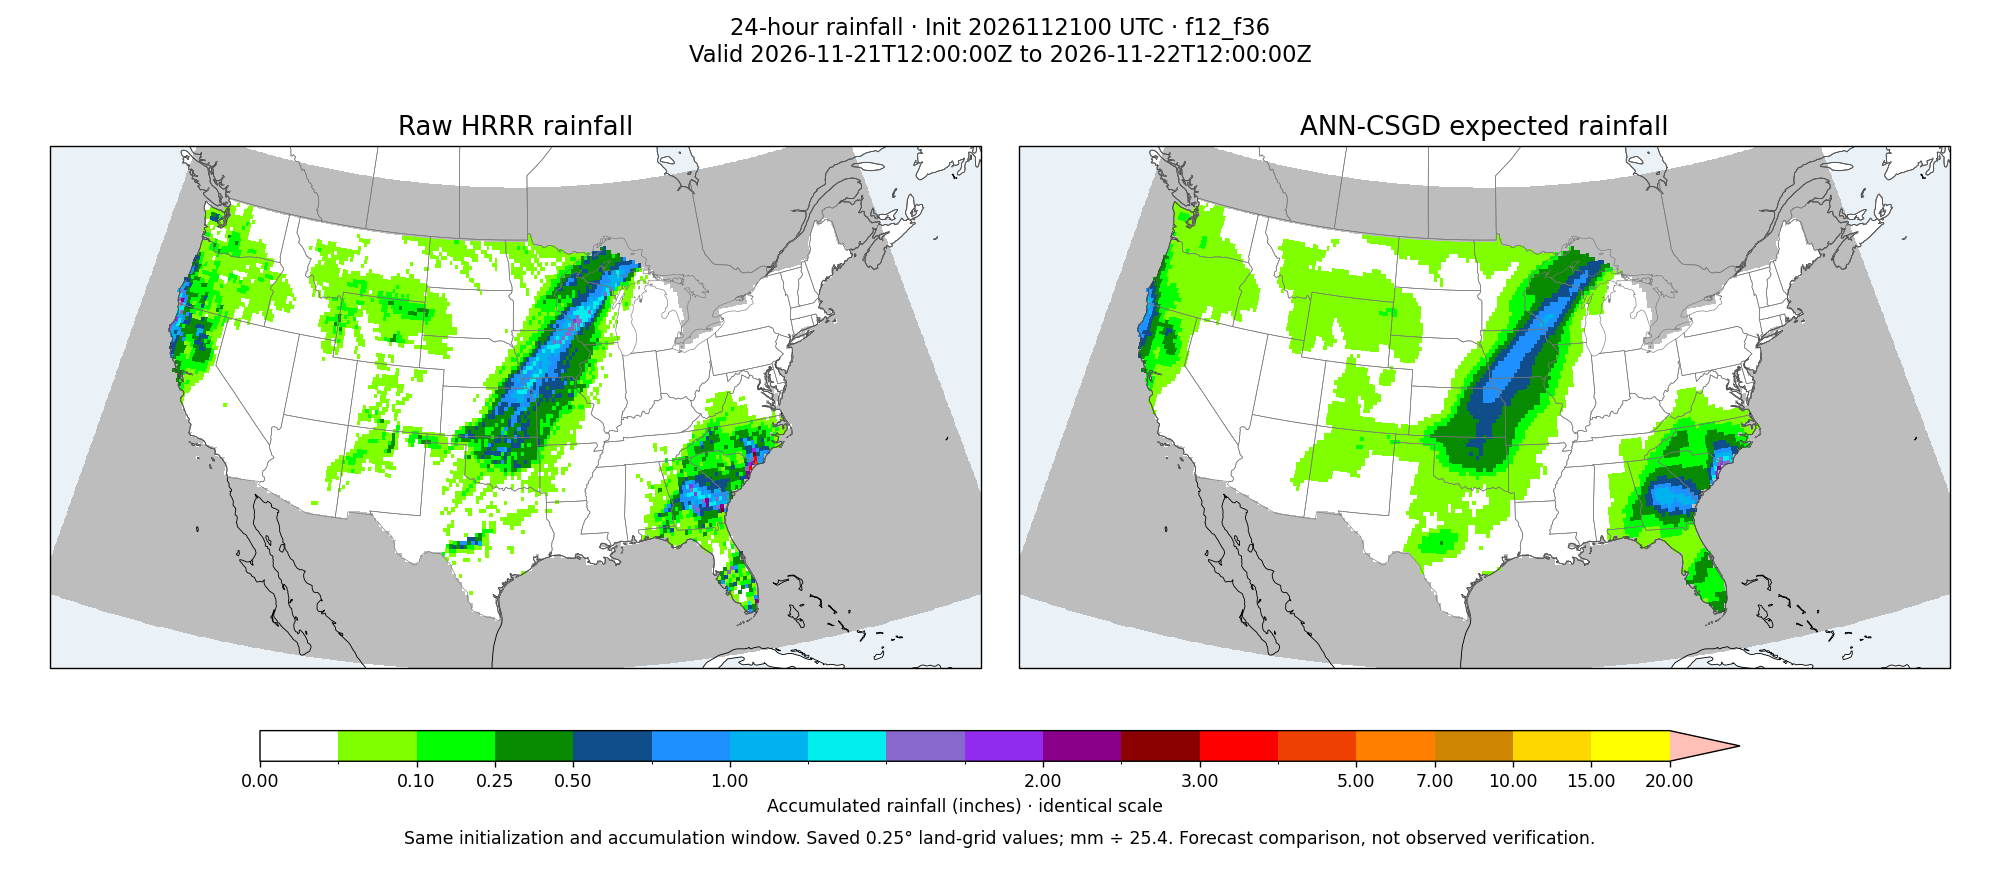 24-hour rainfall · Init 2026112100 UTC · f12_f36
Valid 2026-11-21T12:00:00Z to 2026-11-22T12:00:00Z
Raw HRRR rainfall
ANN-CSGD expected rainfall
0.00 0.10 0.25 0.50 1.00 2.00 3.00 5.00 7.00 10.00 15.00 20.00
Accumulated rainfall (inches) · identical scale
Same initialization and accumulation window. Saved 0.25° land-grid values; mm ÷ 25.4. Forecast comparison, not observed verification.